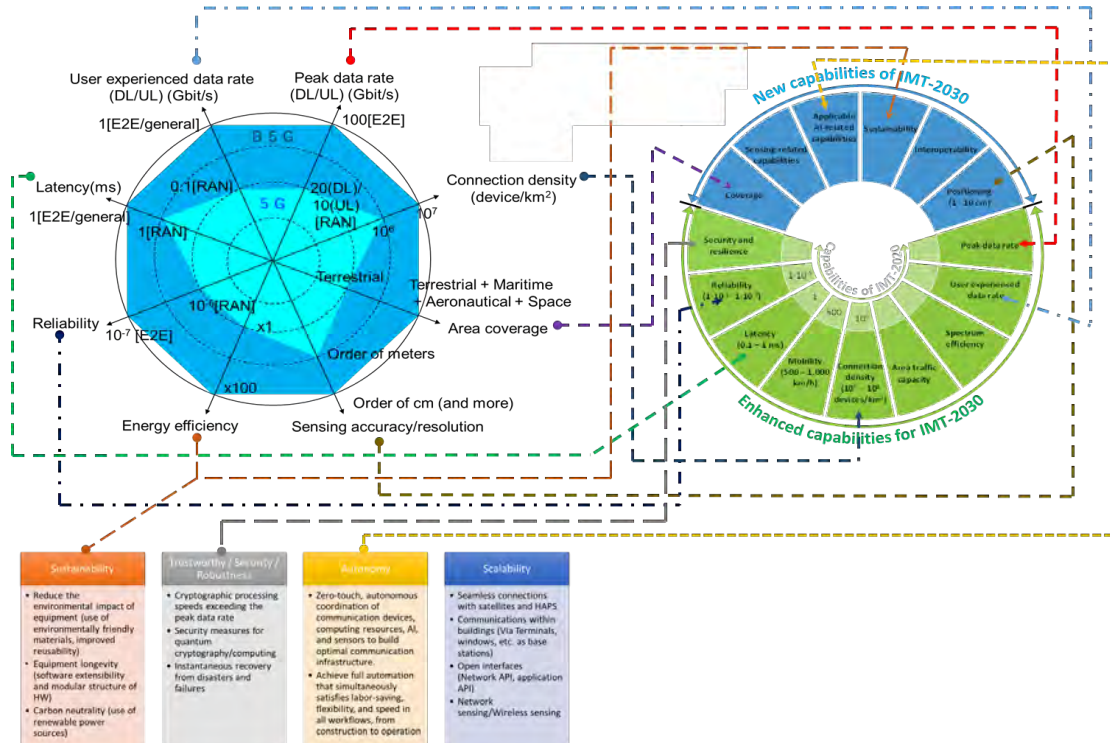 User experienced data rate
(DL/UL) (Gbit/s)
1[E2E/general]
Peak data rate
(DL/UL) (Gbit/s)
100[E2E]
B 5 G
Latency(ms)
1[E2E/general]
0.1[RAN]
1[RAN]
5 G
20(DL)/
10(UL)
[RAN]
Connection density
(device/km²)
10⁷
10⁶
Terrestrial
Terrestrial + Maritime
+ Aeronautical + Space
Area coverage
Reliability
10⁻⁷ [E2E]
[RAN]
x1
x100
Order of meters
Order of cm (and more)
Energy efficiency
Sensing accuracy/resolution
New capabilities of IMT-2030
Coverage
Sensing-related
capabilities
Applicable
AI-related
capabilities
Sustainability
Interoperability
Positioning
(1 - 10 cm)
Security and
resilience
Reliability
Latency
(0.1 – 1 ms)
Mobility
(500 – 1,000
km/h)
Connection
density
devices/km²)
Area traffic
capacity
Spectrum
efficiency
User experienced
data rate
Peak data rate
1
500
Capabilities of IMT-2020
Enhanced capabilities for IMT-2030
Sustainability
• Reduce the
environmental impact of
equipment (use of
environmentally friendly
materials, improved
reusability)
• Equipment longevity
(software extensibility
and modular structure of
HW)
• Carbon neutrality (use of
renewable power
sources)
Trustworthy / Security /
Robustness
• Cryptographic processing
speeds exceeding the
peak data rate
• Security measures for
quantum
cryptography/computing
• Instantaneous recovery
from disasters and
failures
Autonomy
• Zero-touch, autonomous
coordination of
communication devices,
computing resources, AI,
and sensors to build
optimal communication
infrastructure.
• Achieve full automation
that simultaneously
satisfies labor-saving,
flexibility, and speed in
all workflows, from
construction to operation
Scalability
• Seamless connections
with satellites and HAPS
• Communications within
buildings (Via Terminals,
windows, etc. as base
stations)
• Open interfaces
(Network API, application
API)
• Network
sensing/Wireless sensing